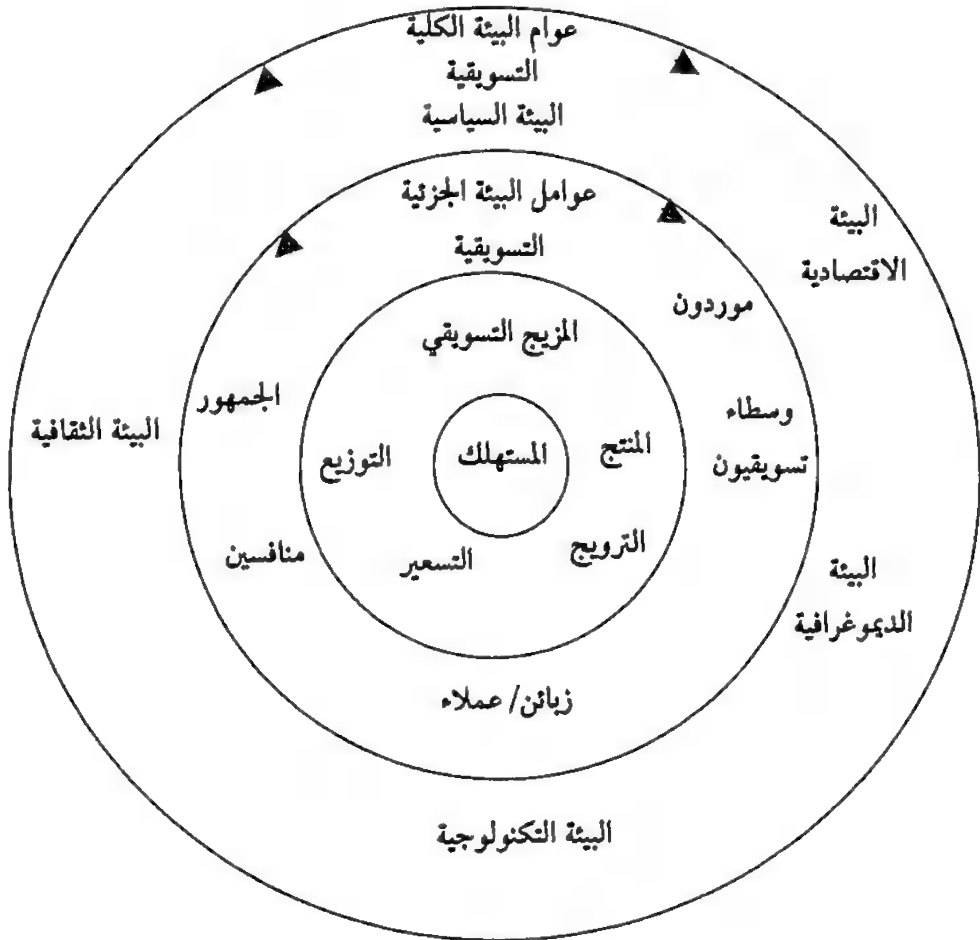 عوام البيئة الكلية
التسويقية
البيئة السياسية
عوامل البيئة الجزئية
التسويقية
البيئة
الاقتصادية
موردون
المزيج التسويقي
الجمهور
وسطاء
تسويقيون
البيئة الثقافية
المنتج
المستهلك
التوزيع
الترويج
التسعير
منافسين
البيئة
الديموغرافية
زبائن/ عملاء
البيئة التكنولوجية